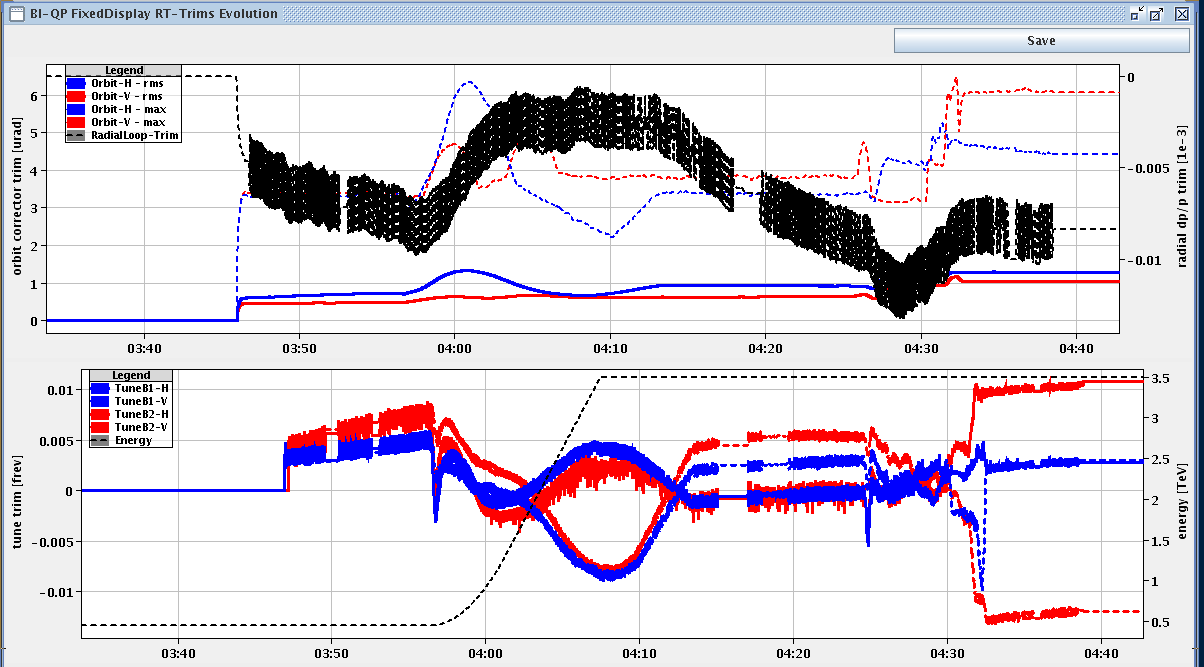 BI-QP FixedDisplay RT-Trims Evolution
Save
Legend
Orbit-H - rms
Orbit-V - rms
Orbit-H - max
Orbit-V - max
RadialLoop-Trim
orbit corrector trim [urad]
6
5
4
3
2
1
0
0
-0.005
-0.01
radial dp/p trim [1e-3]
03:40
03:50
04:00
04:10
04:20
04:30
04:40
Legend
TuneB1-H
TuneB1-V
TuneB2-H
TuneB2-V
Energy
tune trim [frev]
0.01
0.005
0
-0.005
-0.01
3.5
3
2.5
2
1.5
1
0.5
energy [TeV]
03:40
03:50
04:00
04:10
04:20
04:30
04:40